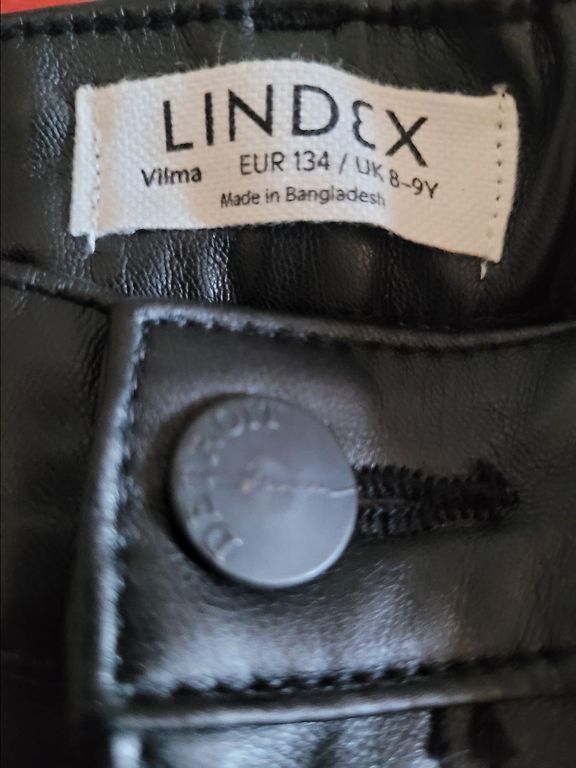 LINDEX
Vilma EUR 134 / UK 8-9Y
Made in Bangladesh